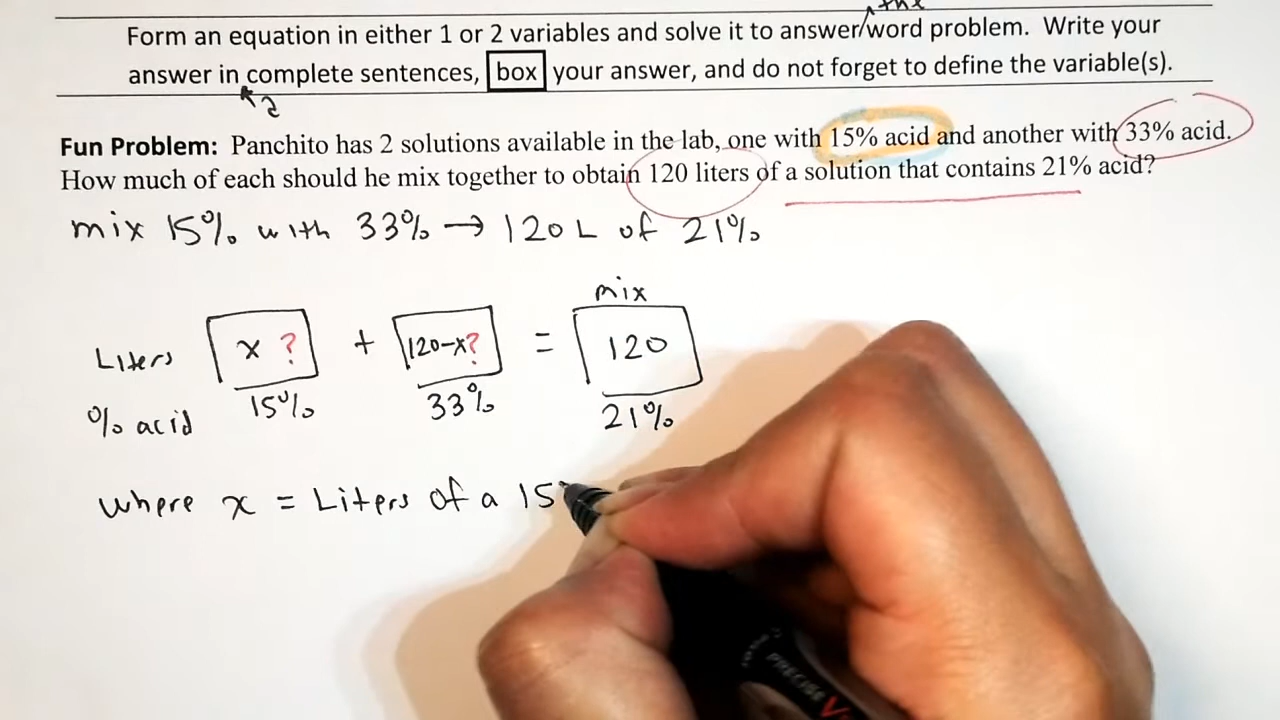 the
Form an equation in either 1 or 2 variables and solve it to answer word problem. Write your
answer in complete sentences, box your answer, and do not forget to define the variable(s).
2
Fun Problem: Panchito has 2 solutions available in the lab, one with 15% acid and another with 33% acid.
How much of each should he mix together to obtain 120 liters of a solution that contains 21% acid?
mix 15% with 33% → 120 L of 21%
mix
Liters x ? + 120-x? = 120
% acid 15% 33% 21%
where x = Liters of a 15
PRECISE V